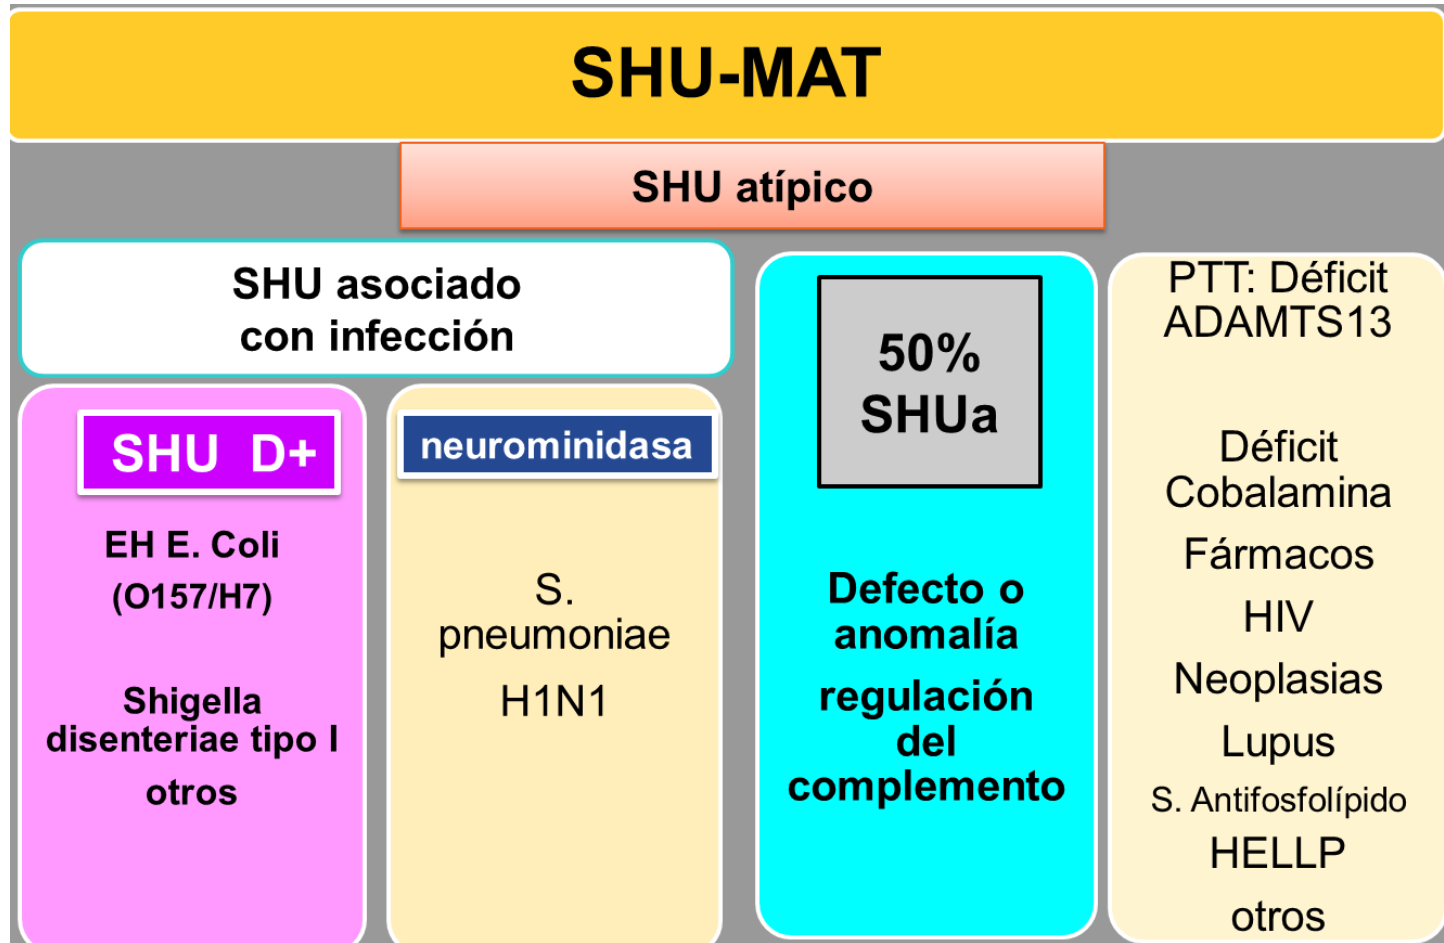 SHU-MAT
SHU atípico
SHU asociado
con infección
SHU D+
EH E. Coli
(O157/H7)
Shigella
disenteriae tipo I
otros
neurominidasa
S.
pneumoniae
H1N1
50%
SHUa
Defecto o
anomalía
regulación
del
complemento
PTT: Déficit
ADAMTS13
Déficit
Cobalamina
Fármacos
HIV
Neoplasias
Lupus
S. Antifosfolípido
HELLP
otros